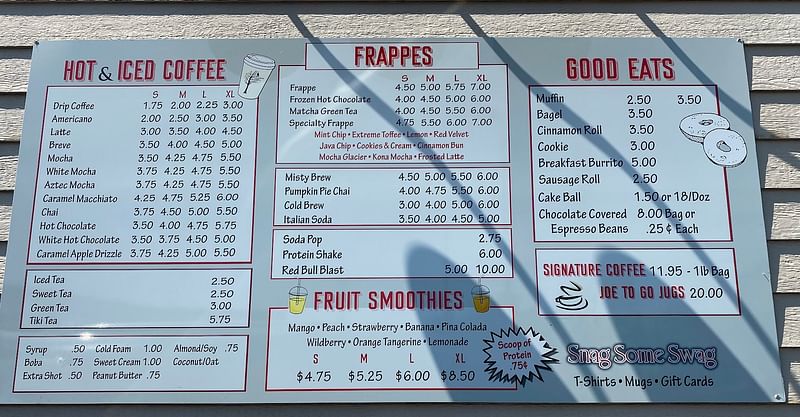 HOT & ICED COFFEE
S M L XL
Drip Coffee 1.75 2.00 2.25 3.00
Americano 2.00 2.50 3.00 3.50
Latte 3.00 3.50 4.00 4.50
Breve 3.50 4.00 4.50 5.00
Mocha 3.50 4.25 4.75 5.50
White Mocha 3.75 4.25 4.75 5.50
Aztec Mocha 3.75 4.25 4.75 5.50
Caramel Macchiato 4.25 4.75 5.25 6.00
Chai 3.75 4.50 5.00 5.50
Hot Chocolate 3.50 4.00 4.75 5.75
White Hot Chocolate 3.50 3.75 4.50 5.00
Caramel Apple Drizzle 3.75 4.25 5.00 5.50
Iced Tea 2.50
Sweet Tea 2.50
Green Tea 3.00
Tiki Tea 5.75
Syrup .50 Cold Foam 1.00 Almond/Soy .75
Boba .75 Sweet Cream 1.00 Coconut/Oat
Extra Shot .50 Peanut Butter .75
FRAPPES
S M L XL
Frappe 4.50 5.00 5.75 7.00
Frozen Hot Chocolate 4.00 4.50 5.00 6.00
Matcha Green Tea 4.00 4.50 5.50 6.00
Specialty Frappe 4.75 5.50 6.00 7.00
Mint Chip • Extreme Toffee • Lemon • Red Velvet
Java Chip • Cookies & Cream • Cinnamon Bun
Mocha Glacier • Kona Mocha • Frosted Latte
Misty Brew 4.50 5.00 5.50 6.00
Pumpkin Pie Chai 4.00 4.75 5.50 6.00
Cold Brew 3.00 4.00 5.00 6.00
Italian Soda 3.50 4.00 4.50 5.00
Soda Pop 2.75
Protein Shake 6.00
Red Bull Blast 5.00 10.00
FRUIT SMOOTHIES
Mango • Peach • Strawberry • Banana • Pina Colada
Wildberry • Orange Tangerine • Lemonade
S M L XL
$4.75 $5.25 $6.00 $8.50
Scoop of
Protein
.75¢
GOOD EATS
Muffin 2.50 3.50
Bagel 3.50
Cinnamon Roll 3.50
Cookie 3.00
Breakfast Burrito 5.00
Sausage Roll 2.50
Cake Ball 1.50 or 18/Doz
Chocolate Covered 8.00 Bag or
Espresso Beans .25 ¢ Each
SIGNATURE COFFEE 11.95 - 1lb Bag
JOE TO GO JUGS 20.00
Snag Some Swag
T-Shirts • Mugs • Gift Cards